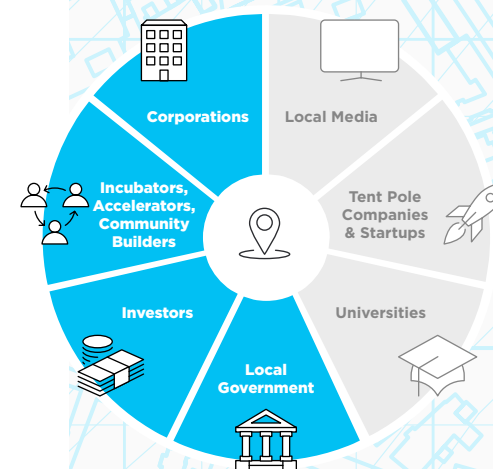 Corporations
Local Media
Incubators,
Accelerators,
Community
Builders
Tent Pole
Companies
& Startups
Investors
Universities
Local
Government